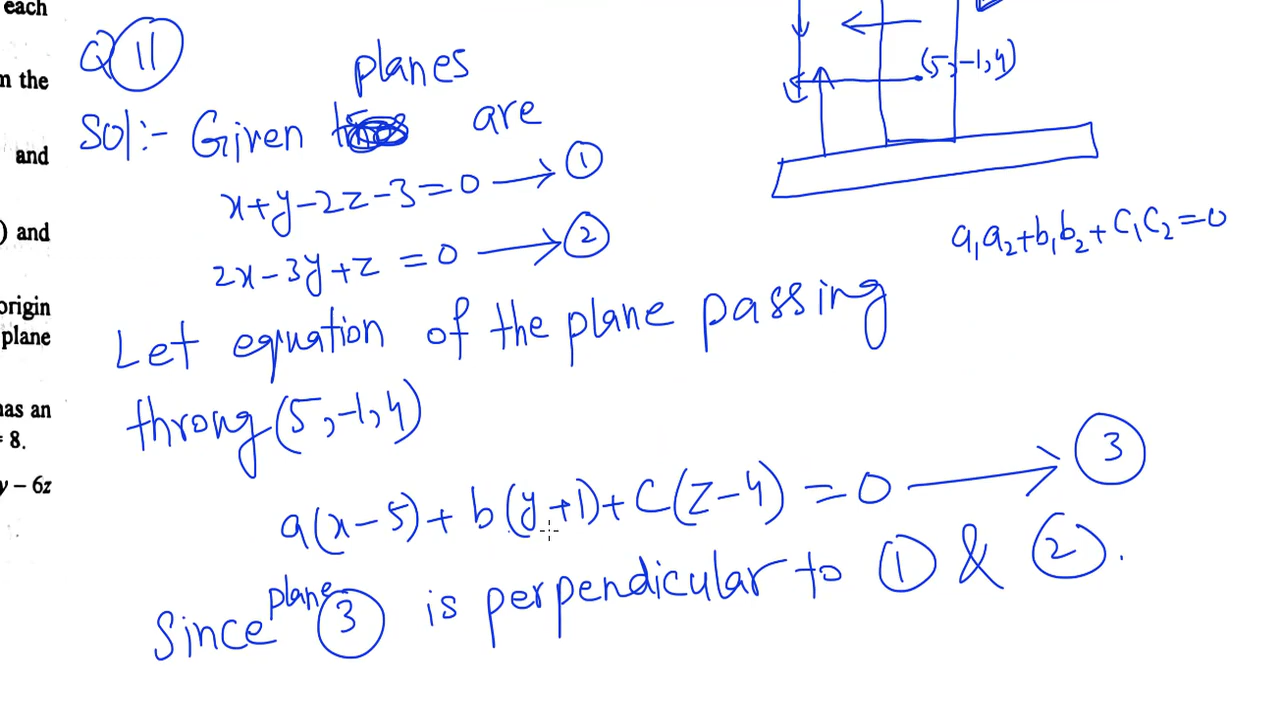 each
m the
and
) and
origin
plane
has an
= 8.
y – 6z
Q 11
planes
Sol:- Given are
x+y-2z-3=0 → 1
2x-3y+z =0 → 2
Let equation of the plane passing
throng (5,-1,4)
a(x-5)+b(y+1)+c(z-4) =0 → 3
plane
Since 3 is perpendicular to 1 & 2.
(5,-1,4)
a₁a₂+b₁b₂+c₁c₂=0